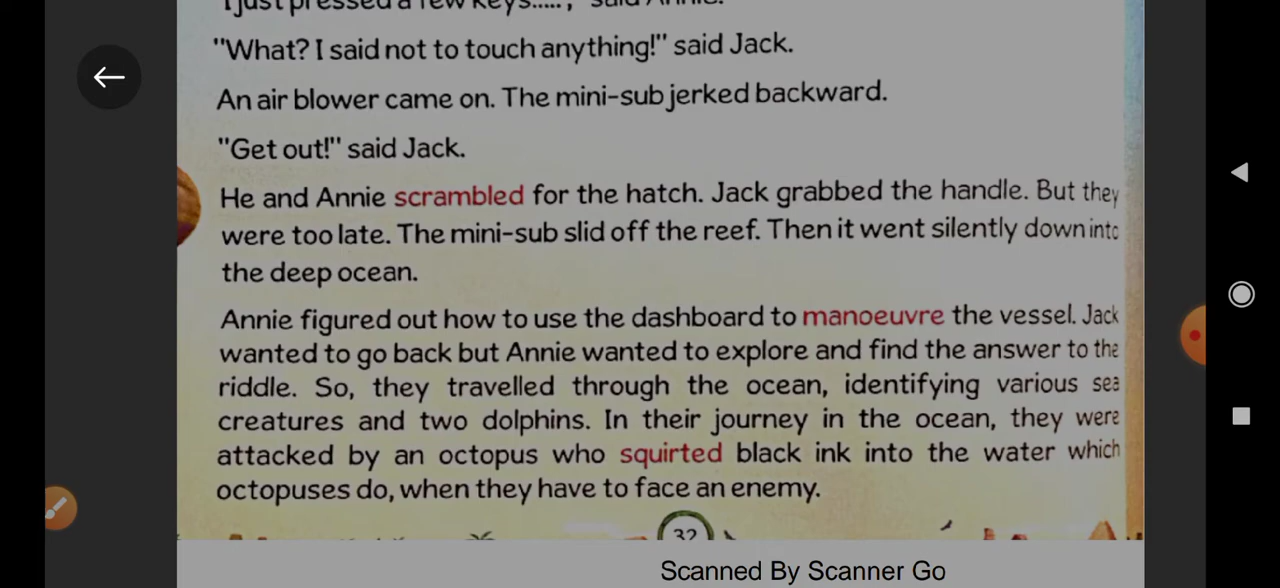 "I just pressed a few keys.....," said Annie.
"What? I said not to touch anything!" said Jack.
An air blower came on. The mini-sub jerked backward.
"Get out!" said Jack.
He and Annie scrambled for the hatch. Jack grabbed the handle. But they
were too late. The mini-sub slid off the reef. Then it went silently down into
the deep ocean.
Annie figured out how to use the dashboard to manoeuvre the vessel. Jack
wanted to go back but Annie wanted to explore and find the answer to the
riddle. So, they travelled through the ocean, identifying various sea
creatures and two dolphins. In their journey in the ocean, they were
attacked by an octopus who squirted black ink into the water which
octopuses do, when they have to face an enemy.
32
Scanned By Scanner Go